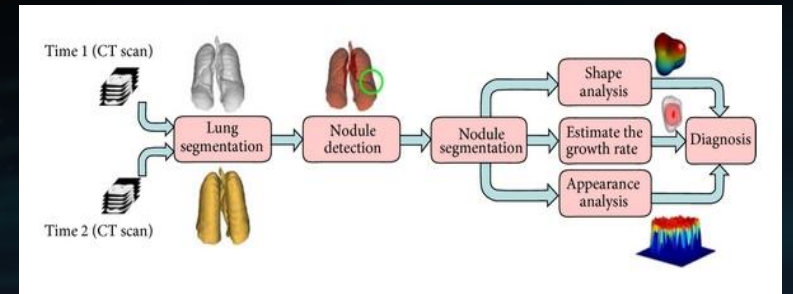 Time 1 (CT scan)
Lung
segmentation
Nodule
detection
Nodule
segmentation
Shape
analysis
Estimate the
growth rate
Appearance
analysis
Diagnosis
Time 2 (CT scan)